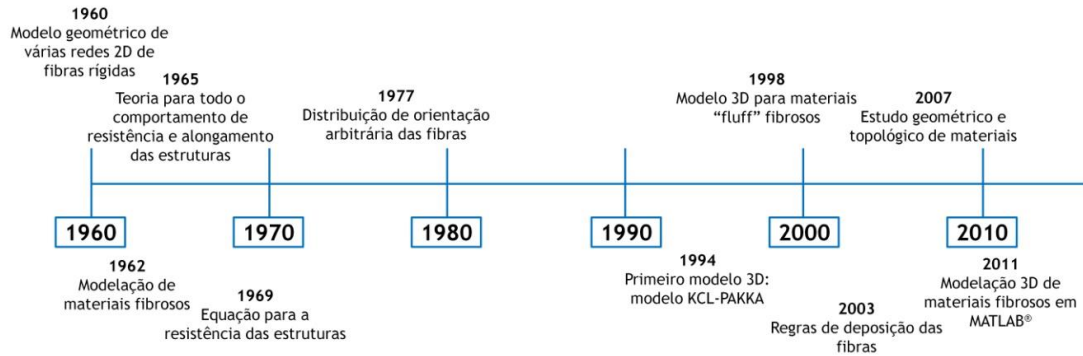 1960
Modelo geométrico de
várias redes 2D de
fibras rígidas
1965
Teoria para todo o
comportamento de
resistência e alongamento
das estruturas
1977
Distribuição de orientação
arbitrária das fibras
1998
Modelo 3D para materiais
“fluff” fibrosos
2007
Estudo geométrico e
topológico de materiais
1960
1970
1980
1990
2000
2010
1962
Modelação de
materiais fibrosos
1969
Equação para a
resistência das estruturas
1994
Primeiro modelo 3D:
modelo KCL-PAKKA
2003
Regras de deposição das
fibras
2011
Modelação 3D de
materiais fibrosos em
MATLAB®